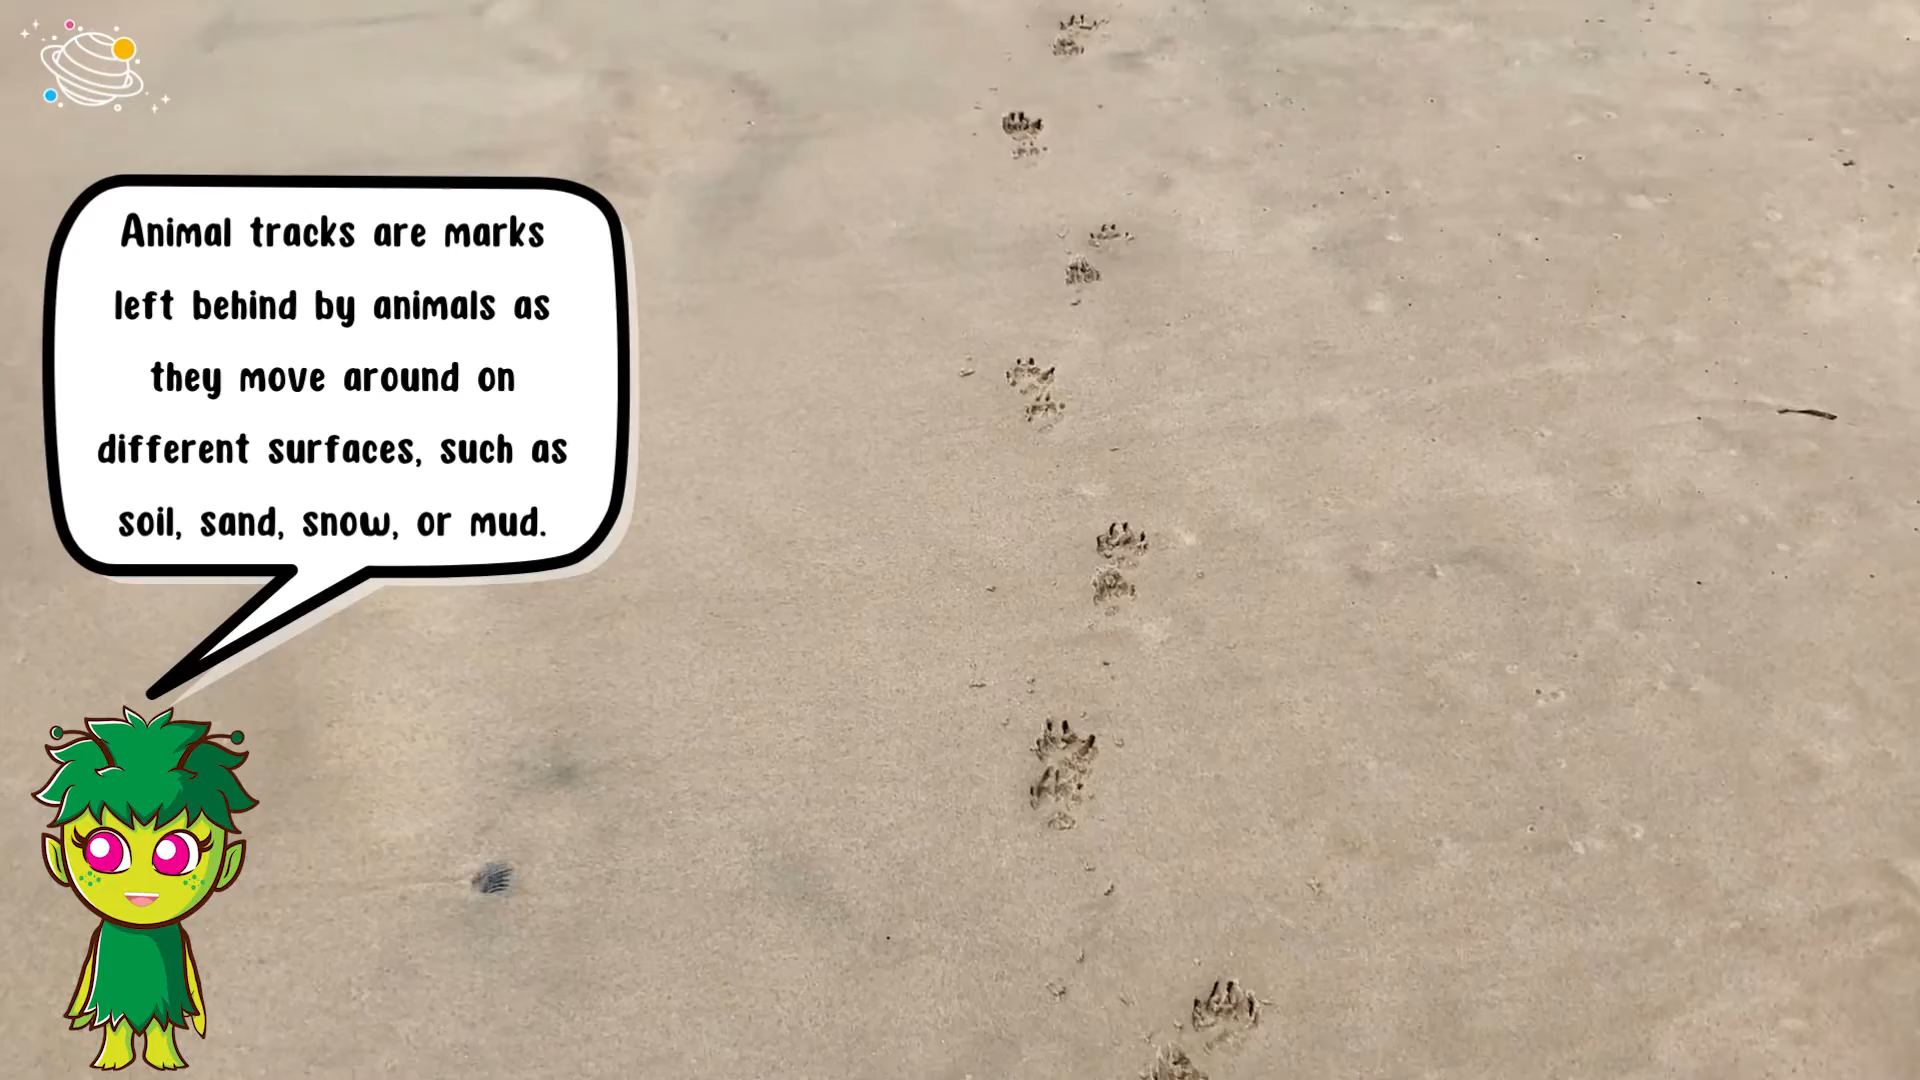 Animal tracks are marks
left behind by animals as
they move around on
different surfaces, such as
soil, sand, snow, or mud.